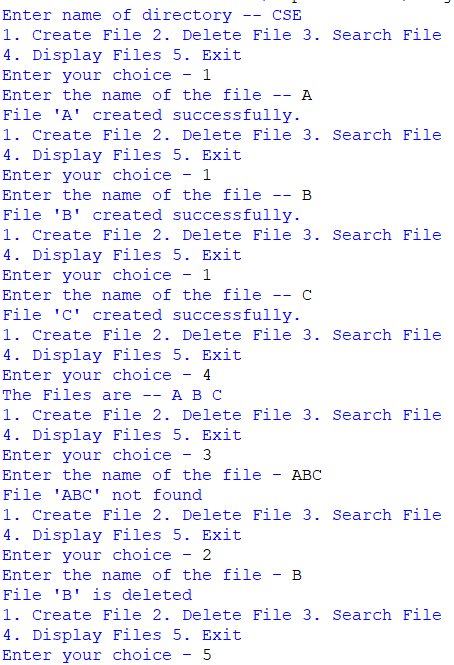 Enter name of directory -- CSE
1. Create File 2. Delete File 3. Search File
4. Display Files 5. Exit
Enter your choice - 1
Enter the name of the file -- A
File 'A' created successfully.
1. Create File 2. Delete File 3. Search File
4. Display Files 5. Exit
Enter your choice - 1
Enter the name of the file -- B
File 'B' created successfully.
1. Create File 2. Delete File 3. Search File
4. Display Files 5. Exit
Enter your choice - 1
Enter the name of the file -- C
File 'C' created successfully.
1. Create File 2. Delete File 3. Search File
4. Display Files 5. Exit
Enter your choice - 4
The Files are -- A B C
1. Create File 2. Delete File 3. Search File
4. Display Files 5. Exit
Enter your choice - 3
Enter the name of the file - ABC
File 'ABC' not found
1. Create File 2. Delete File 3. Search File
4. Display Files 5. Exit
Enter your choice - 2
Enter the name of the file - B
File 'B' is deleted
1. Create File 2. Delete File 3. Search File
4. Display Files 5. Exit
Enter your choice - 5